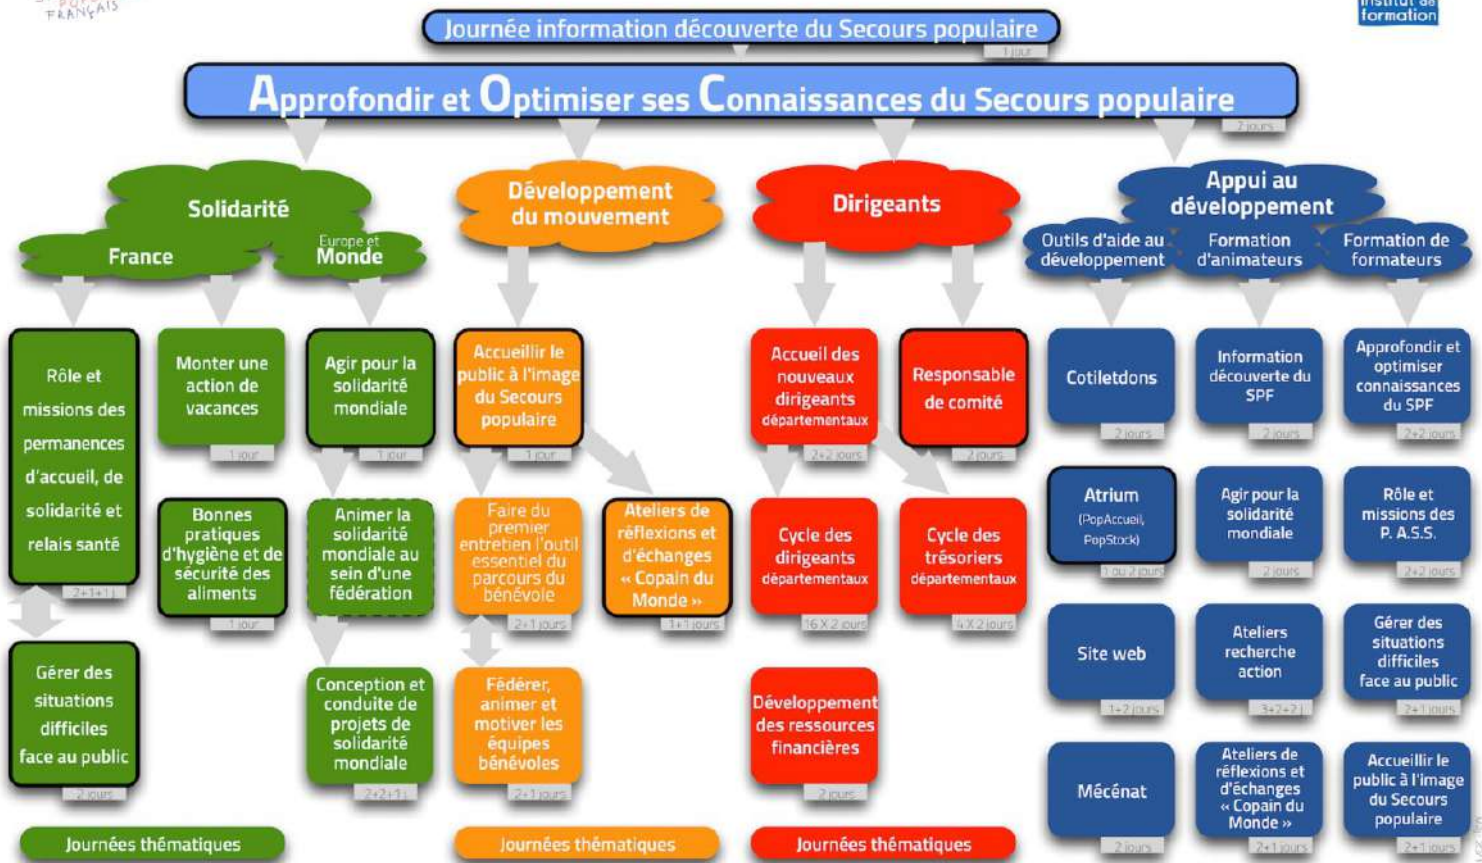 POPU
FRANÇAIS
institut de
formation
Journée information découverte du Secours populaire
1 jour
Approfondir et Optimiser ses Connaissances du Secours populaire
2 jours
Solidarité
France
Europe et
Monde
Développement
du mouvement
Dirigeants
Appui au
développement
Outils d'aide au
développement
Formation
d'animateurs
Formation de
formateurs
Rôle et
missions des
permanences
d'accueil, de
solidarité et
relais santé
2+1+1 j.
Monter une
action de
vacances
1 jour
Agir pour la
solidarité
mondiale
1 jour
Accueillir le
public à l'image
du Secours
populaire
1 jour
Accueil des
nouveaux
dirigeants
départementaux
2+2 jours
Responsable
de comité
2 jours
Cotiletdons
2 jours
Information
découverte du
SPF
2 jours
Approfondir et
optimiser
connaissances
du SPF
2+2 jours
Bonnes
pratiques
d'hygiène et de
sécurité des
aliments
1 jour
Animer la
solidarité
mondiale au
sein d'une
fédération
Faire du
premier
entretien l'outil
essentiel du
parcours du
bénévole
2+1 jours
Ateliers de
réflexions et
d'échanges
« Copain du
Monde »
1+1 jours
Cycle des
dirigeants
départementaux
16 X 2 jours
Cycle des
trésoriers
départementaux
4 X 2 jours
Atrium
(PopAccueil,
PopStock)
1 ou 2 jours
Agir pour la
solidarité
mondiale
2 jours
Rôle et
missions des
P. A.S.S.
2+2 jours
Gérer des
situations
difficiles
face au public
2 jours
Conception et
conduite de
projets de
solidarité
mondiale
2+2+1 j.
Fédérer,
animer et
motiver les
équipes
bénévoles
2+1 jours
Développement
des ressources
financières
2 jours
Site web
1+2 jours
Ateliers
recherche
action
3+2+2 j.
Gérer des
situations
difficiles
face au public
2+1 jours
Mécénat
2 jours
Ateliers de
réflexions et
d'échanges
« Copain du
Monde »
2+1 jours
Accueillir le
public à l'image
du Secours
populaire
2+1 jours
Journées thématiques
Journées thématiques
Journées thématiques